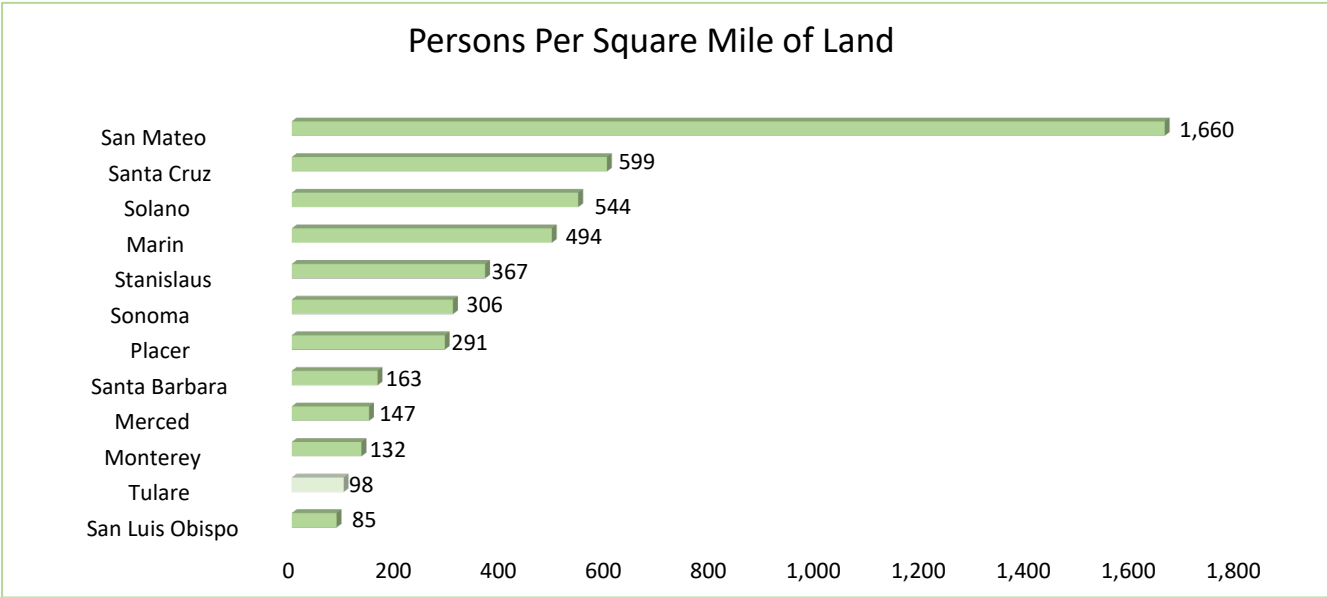 Persons Per Square Mile of Land
San Mateo 1,660
Santa Cruz 599
Solano 544
Marin 494
Stanislaus 367
Sonoma 306
Placer 291
Santa Barbara 163
Merced 147
Monterey 132
Tulare 98
San Luis Obispo 85
0 200 400 600 800 1,000 1,200 1,400 1,600 1,800